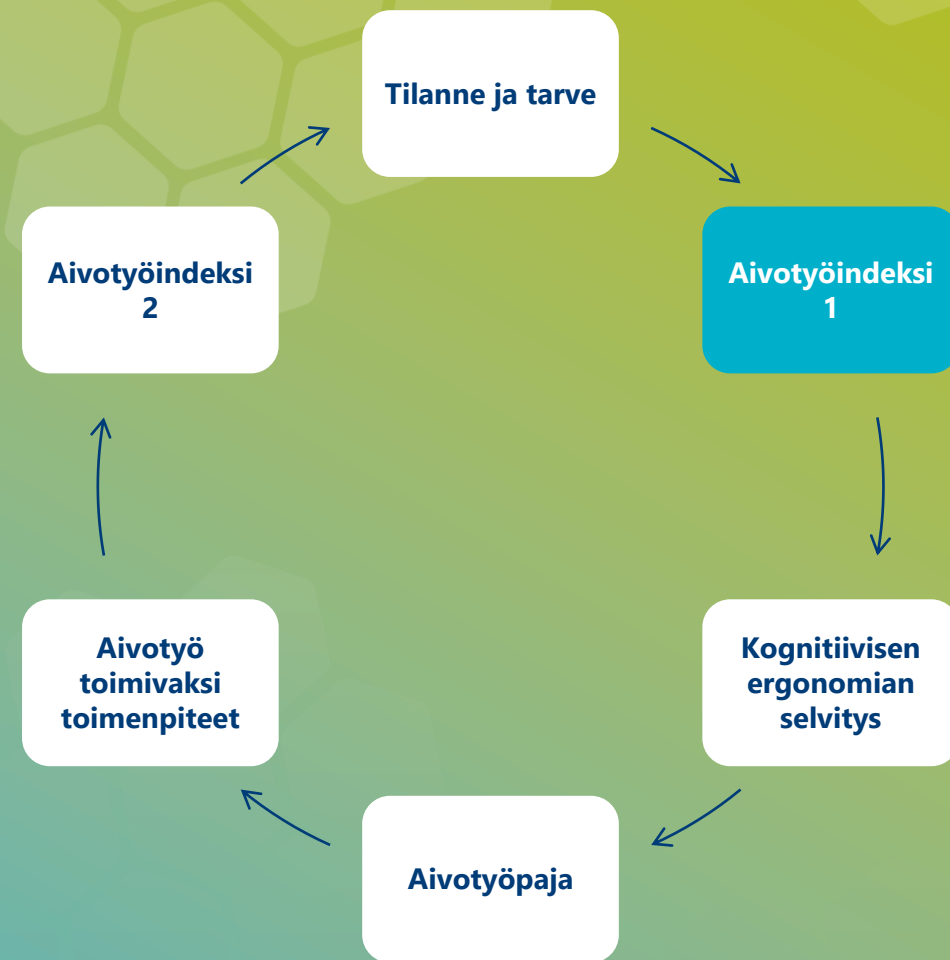 Tilanne ja tarve
Aivotyöindeksi
1
Kognitiivisen
ergonomian
selvitys
Aivotyöpaja
Aivotyö
toimivaksi
toimenpiteet
Aivotyöindeksi
2